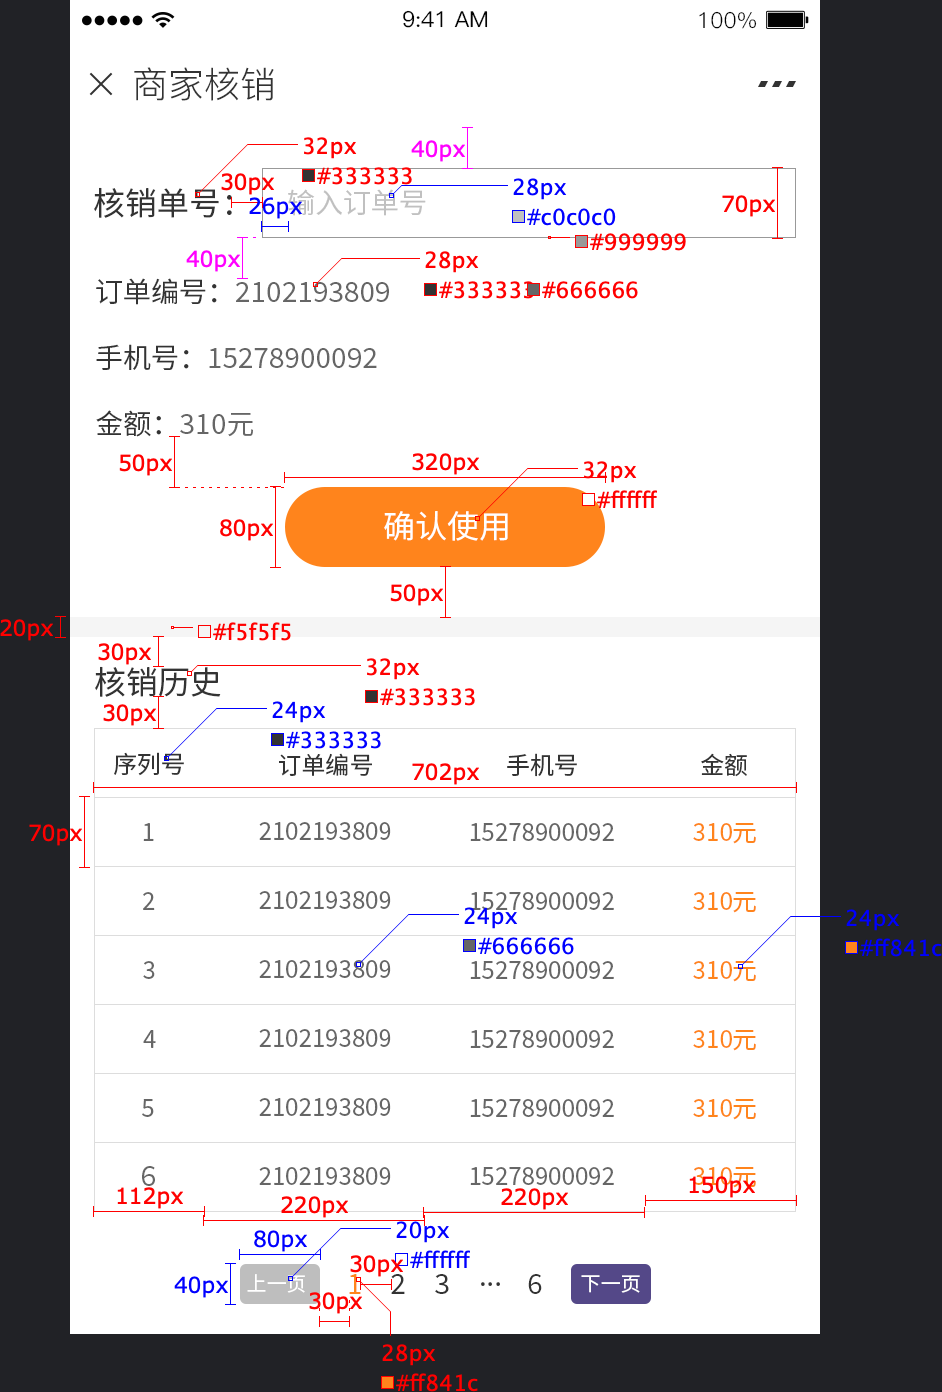 9:41 AM 100%
商家核销
32px 40px
#333333
30px 28px
核销单号： 输入订单号 70px
26px #c0c0c0
#999999
40px 28px
订单编号：2102193809 #333333 #666666
手机号：15278900092
金额：310元
50px 320px 32px
#ffffff
80px 确认使用
50px
20px #f5f5f5
30px 32px
核销历史 #333333
30px 24px
#333333
序列号 订单编号 手机号 金额
702px
70px 1 2102193809 15278900092 310元
2 2102193809 15278900092 310元
24px 24px
#666666 #ff841c
3 2102193809 15278900092 310元
4 2102193809 15278900092 310元
5 2102193809 15278900092 310元
6 2102193809 15278900092 310元
112px 220px 220px 150px
80px 20px
#ffffff
30px
40px 上一页 1 2 3 ··· 6 下一页
30px
28px
#ff841c